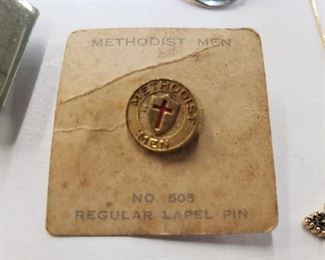 METHODIST MEN
METHODIST
MEN
NO. 505
REGULAR LAPEL PIN